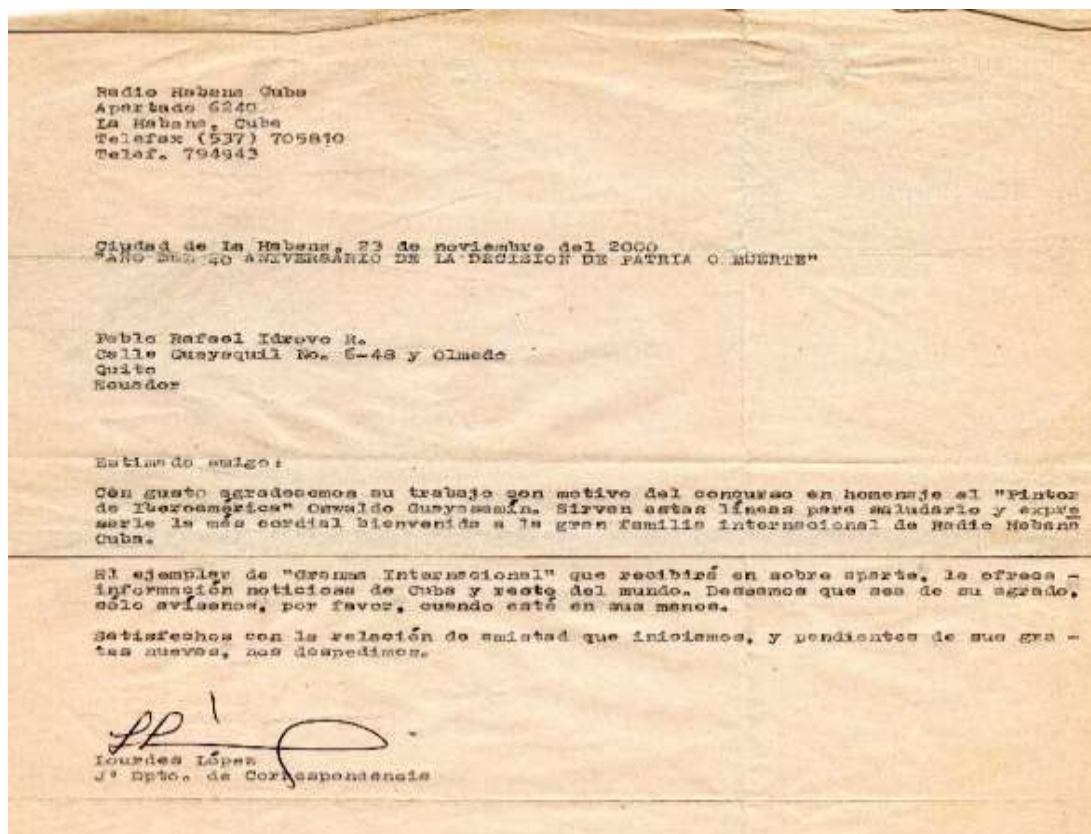 Radio Habana Cuba
Apartado 6240
La Habana, Cuba
Telefax (537) 705810
Telef. 794943
Ciudad de La Habana, 23 de noviembre del 2000
"AÑO DEL 40 ANIVERSARIO DE LA DECISION DE PATRIA O MUERTE"
Pablo Rafael Idrovo R.
Calle Guayaquil No. 6-48 y Olmedo
Quito
Ecuador
Estimado amigo:
Con gusto agradecemos su trabajo con motivo del concurso en homenaje al "Pintor
de Iberoamérica" Oswaldo Guayasamín. Sirvan estas líneas para saludarlo y expre
sarle la más cordial bienvenida a la gran familia internacional de Radio Habana
Cuba.
El ejemplar de "Granma Internacional" que recibirá en sobre aparte, le ofrece -
información noticiosa de Cuba y resto del mundo. Deseamos que sea de su agrado,
sólo avísenos, por favor, cuando esté en sus manos.
Satisfechos con la relación de amistad que iniciamos, y pendientes de sus gra -
tas nuevas, nos despedimos.
Lourdes López
J' Dpto. de Correspondencia